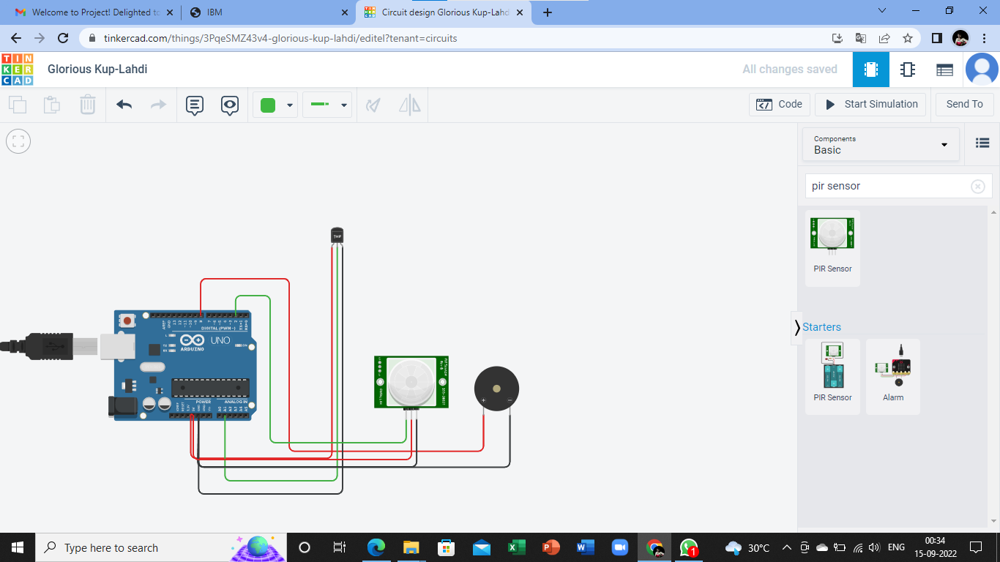 Welcome to Project! Delighted to
IBM
Circuit design Glorious Kup-Lahdi
tinkercad.com/things/3PqeSMZ43v4-glorious-kup-lahdi/editel?tenant=circuits
TIN
KER
CAD
Glorious Kup-Lahdi
All changes saved
Code
Start Simulation
Send To
Components
Basic
pir sensor
PIR Sensor
Starters
PIR Sensor
Alarm
TMP
DIGITAL (PWM~)
UNO
ARDUINO
POWER
ANALOG IN
Type here to search
30°C
ENG
00:34
15-09-2022
1